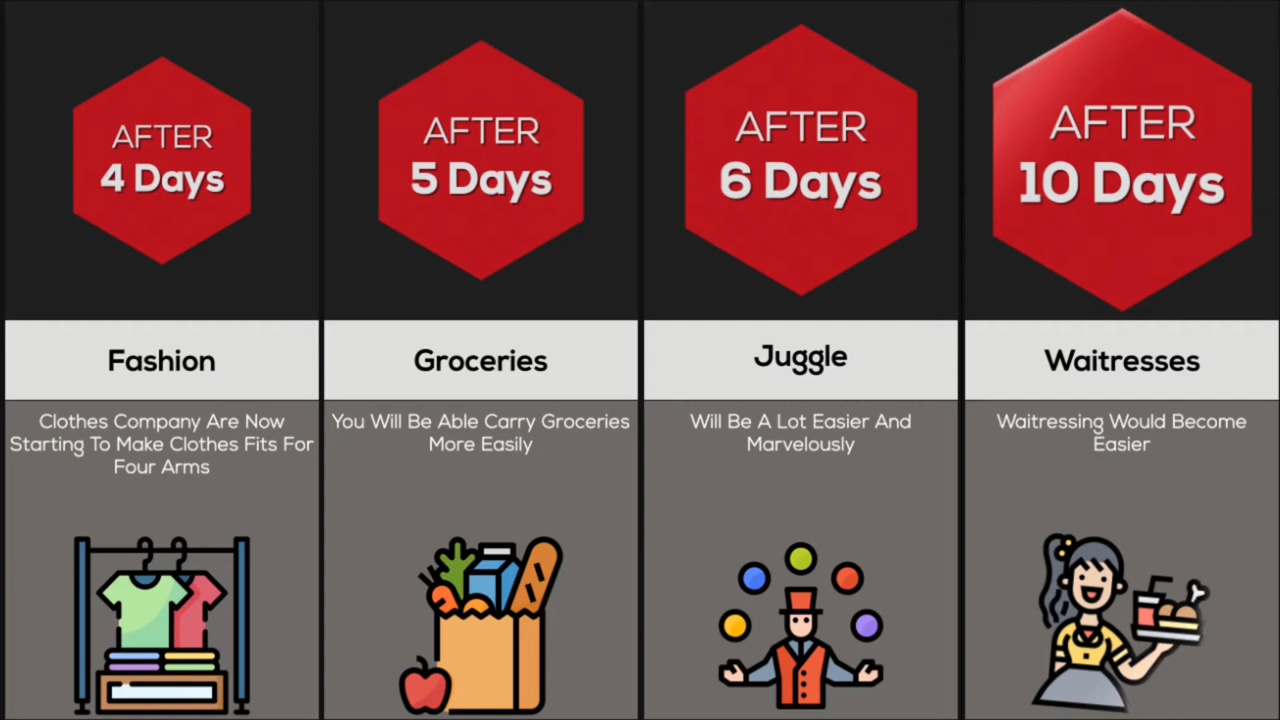 AFTER
4 Days
AFTER
5 Days
AFTER
6 Days
AFTER
10 Days
Fashion
Groceries
Juggle
Waitresses
Clothes Company Are Now
Starting To Make Clothes Fits For
Four Arms
You Will Be Able Carry Groceries
More Easily
Will Be A Lot Easier And
Marvelously
Waitressing Would Become
Easier